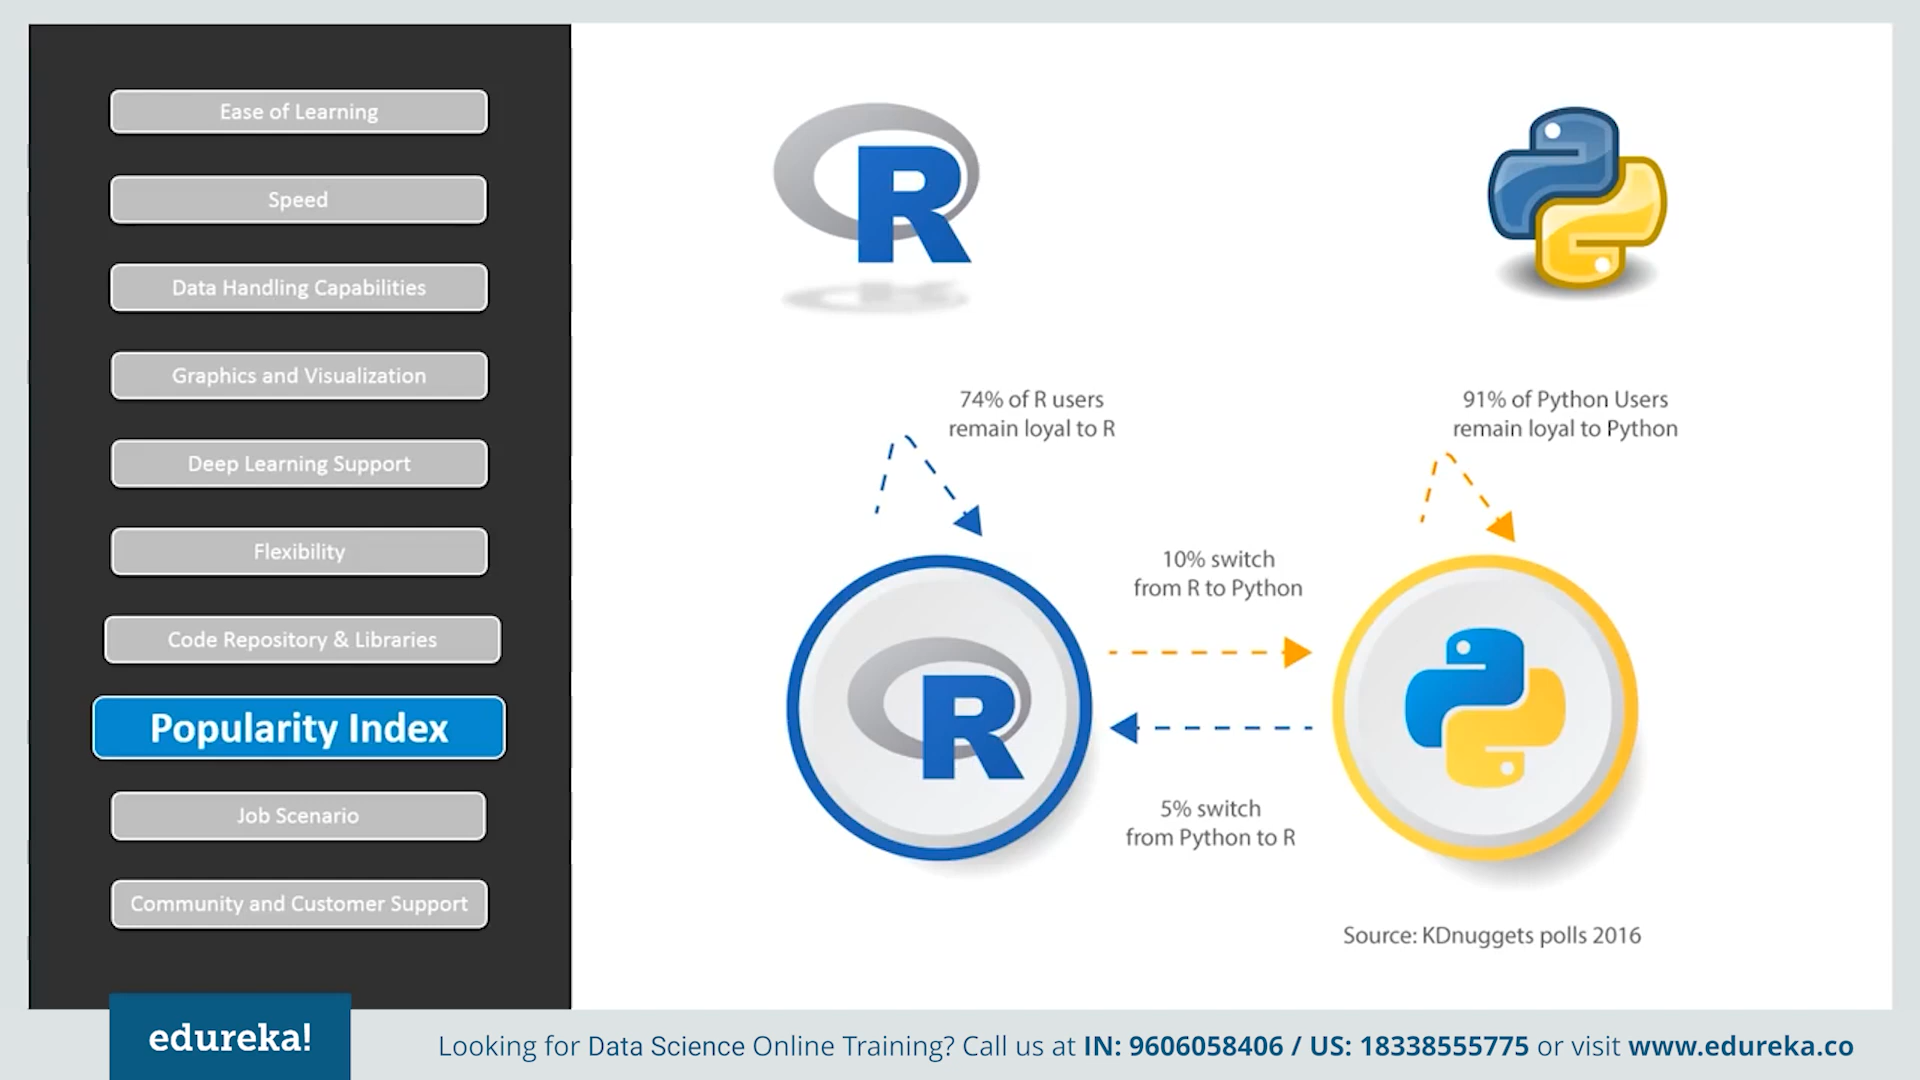 Ease of Learning
Speed
Data Handling Capabilities
Graphics and Visualization
Deep Learning Support
Flexibility
Code Repository & Libraries
Popularity Index
Job Scenario
Community and Customer Support
R
74% of R users
remain loyal to R
91% of Python Users
remain loyal to Python
10% switch
from R to Python
R
5% switch
from Python to R
Source: KDnuggets polls 2016
edureka!
Looking for Data Science Online Training? Call us at IN: 9606058406 / US: 18338555775 or visit www.edureka.co